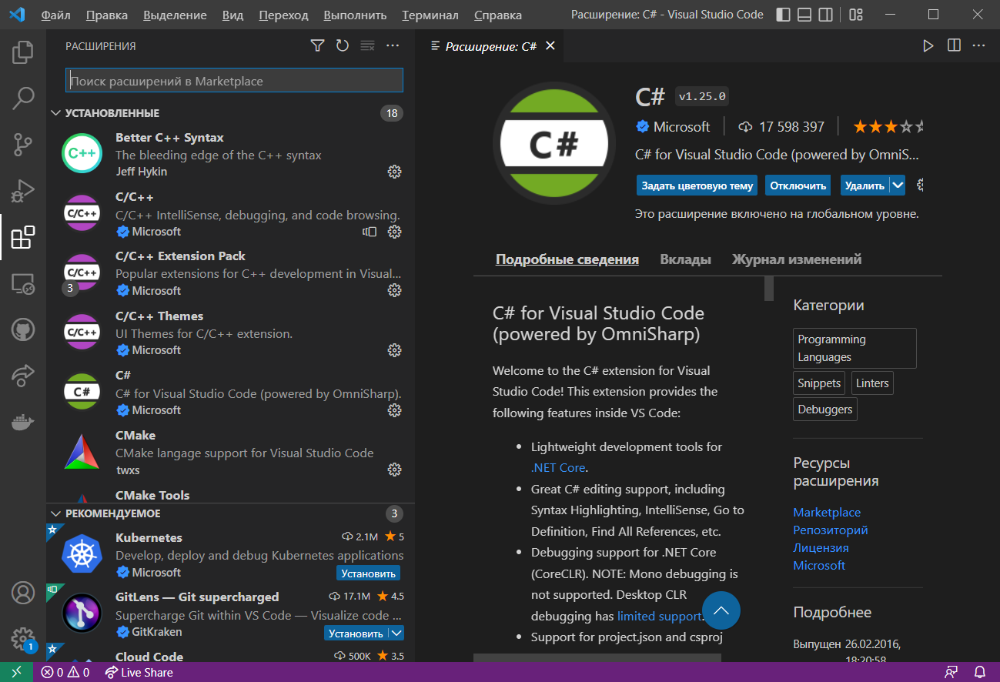 Файл Правка Выделение Вид Переход Выполнить Терминал Справка
Расширение: C# - Visual Studio Code
РАСШИРЕНИЯ
Поиск расширений в Marketplace
УСТАНОВЛЕННЫЕ 18
C++
Better C++ Syntax
The bleeding edge of the C++ syntax
Jeff Hykin
C/C++
C/C++
C/C++ IntelliSense, debugging, and code browsing.
Microsoft
C/C++
3
C/C++ Extension Pack
Popular extensions for C++ development in Visual...
Microsoft
C/C++
C/C++ Themes
UI Themes for C/C++ extension.
Microsoft
C#
C#
C# for Visual Studio Code (powered by OmniSharp).
Microsoft
CMake
CMake langage support for Visual Studio Code
twxs
CMake Tools
РЕКОМЕНДУЕМОЕ 3
Kubernetes 2.1M 5
Develop, deploy and debug Kubernetes applications
Microsoft Установить
GitLens — Git supercharged 17.1M 4.5
Supercharge Git within VS Code — Visualize code ...
GitKraken Установить
Cloud Code 500K 3.5
1
Расширение: C#
C#
C# v1.25.0
Microsoft 17 598 397
C# for Visual Studio Code (powered by OmniS...
Задать цветовую тему Отключить Удалить
Это расширение включено на глобальном уровне.
Подробные сведения Вклады Журнал изменений
C# for Visual Studio Code
(powered by OmniSharp)
Welcome to the C# extension for Visual
Studio Code! This extension provides the
following features inside VS Code:
• Lightweight development tools for
.NET Core.
• Great C# editing support, including
Syntax Highlighting, IntelliSense, Go to
Definition, Find All References, etc.
• Debugging support for .NET Core
(CoreCLR). NOTE: Mono debugging is
not supported. Desktop CLR
debugging has limited support.
• Support for project.json and csproj
Категории
Programming
Languages
Snippets Linters
Debuggers
Ресурсы
расширения
Marketplace
Репозиторий
Лицензия
Microsoft
Подробнее
Выпущен 26.02.2016,
18:20:58
0 0 Live Share